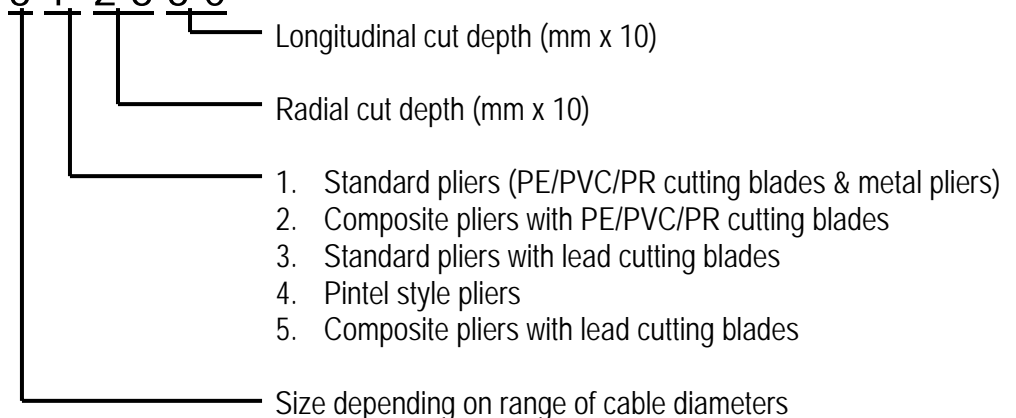 Longitudinal cut depth (mm x 10)
Radial cut depth (mm x 10)
1. Standard pliers (PE/PVC/PR cutting blades & metal pliers)
2. Composite pliers with PE/PVC/PR cutting blades
3. Standard pliers with lead cutting blades
4. Pintel style pliers
5. Composite pliers with lead cutting blades
Size depending on range of cable diameters